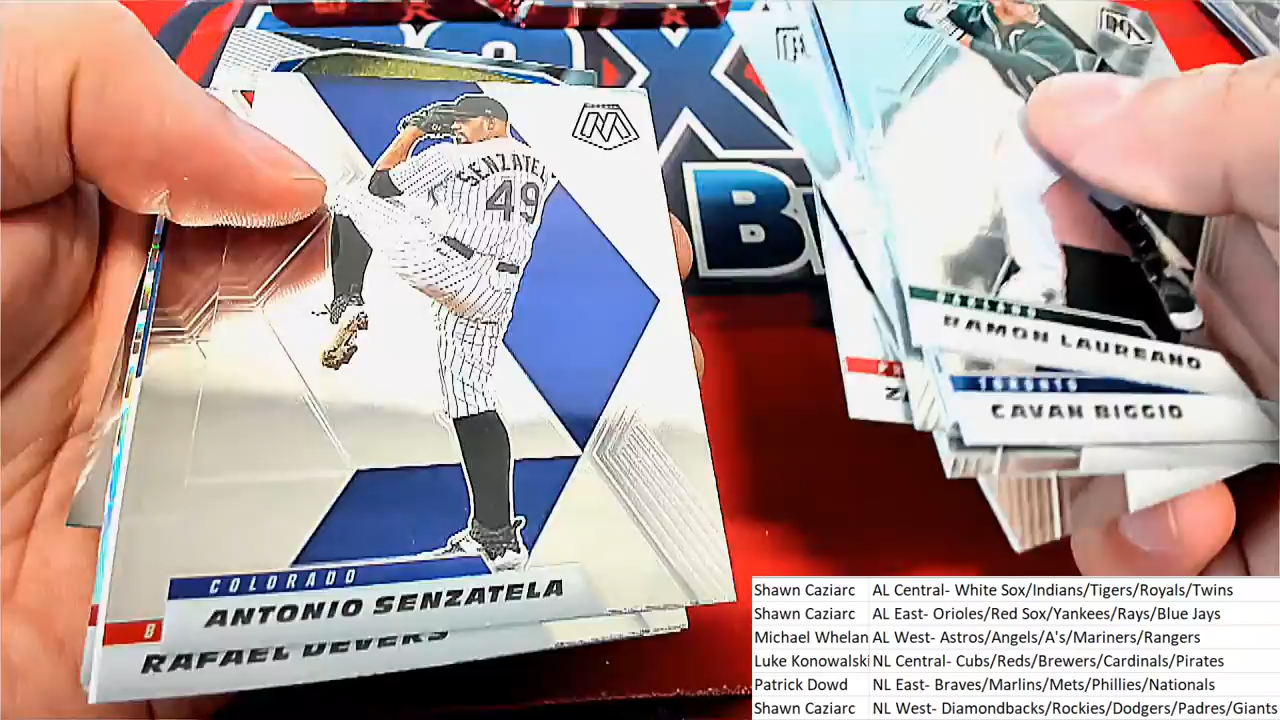 SENZATELA
49
COLORADO
ANTONIO SENZATELA
B
RAFAEL DEVERS
RAMON LAUREANO
TORONTO
CAVAN BIGGIO
Shawn Caziarc AL Central- White Sox/Indians/Tigers/Royals/Twins
Shawn Caziarc AL East- Orioles/Red Sox/Yankees/Rays/Blue Jays
Michael Whelan AL West- Astros/Angels/A's/Mariners/Rangers
Luke Konowalski NL Central- Cubs/Reds/Brewers/Cardinals/Pirates
Patrick Dowd NL East- Braves/Marlins/Mets/Phillies/Nationals
Shawn Caziarc NL West- Diamondbacks/Rockies/Dodgers/Padres/Giants